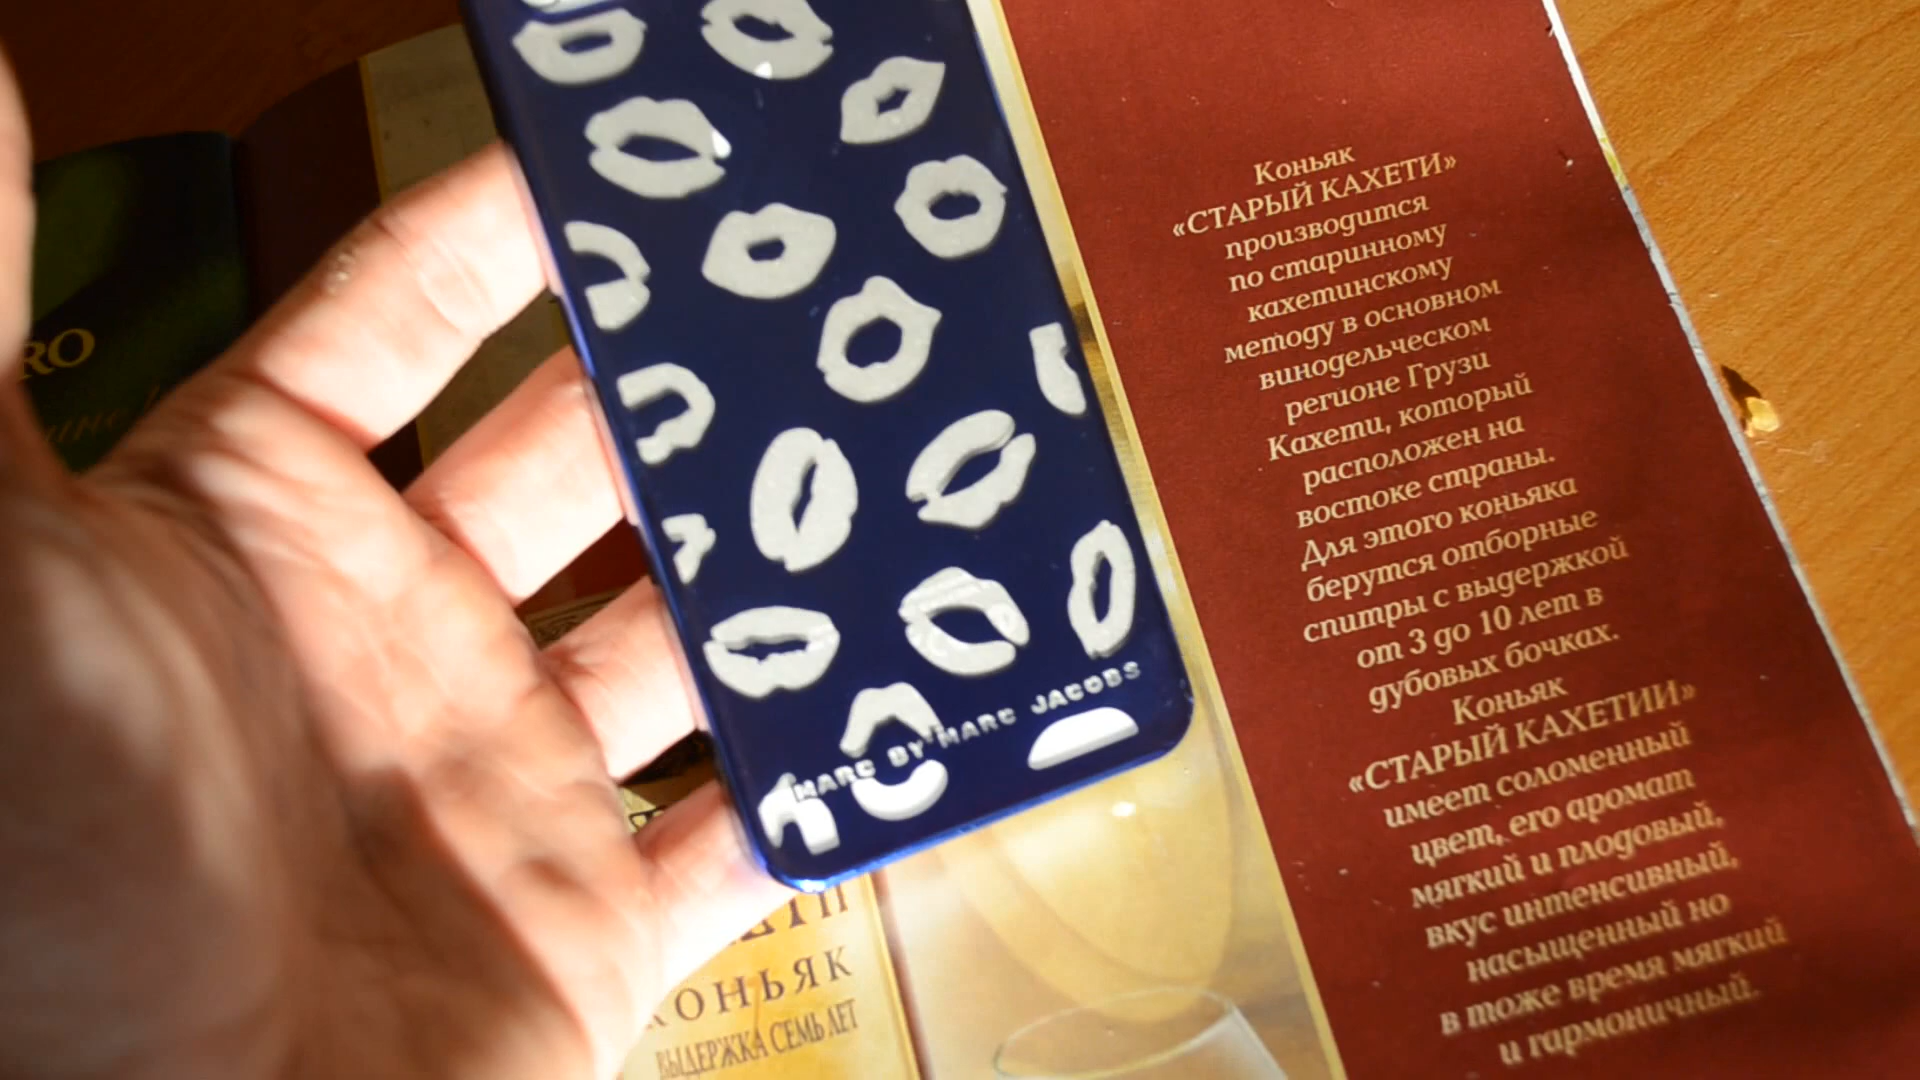 RO
MARC BY MARC JACOBS
КОНЬЯК
ВЫДЕРЖКА СЕМЬ ЛЕТ
Коньяк
«СТАРЫЙ КАХЕТИ»
производится
по старинному
кахетинскому
методу в основном
винодельческом
регионе Грузи
Кахети, который
расположен на
востоке страны.
Для этого коньяка
берутся отборные
спитры с выдержкой
от 3 до 10 лет в
дубовых бочках.
Коньяк
«СТАРЫЙ КАХЕТИИ»
имеет соломенный
цвет, его аромат
мягкий и плодовый,
вкус интенсивный,
насыщенный но
в тоже время мягкий
и гармоничный.